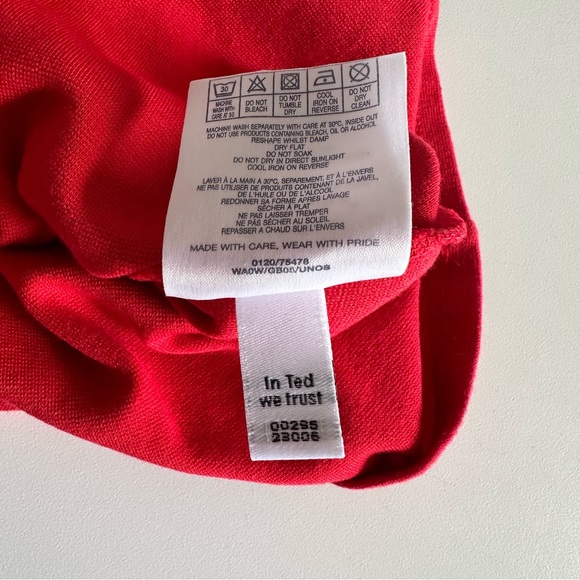 30
MACHINE WASH WITH CARE AT 30
DO NOT BLEACH
DO NOT TUMBLE DRY
COOL IRON ON REVERSE
DO NOT DRY CLEAN
MACHINE WASH SEPARATELY WITH CARE AT 30°C, INSIDE OUT
DO NOT USE PRODUCTS CONTAINING BLEACH, OIL OR ALCOHOL
RESHAPE WHILST DAMP
DRY FLAT
DO NOT SOAK
DO NOT DRY IN DIRECT SUNLIGHT
COOL IRON ON REVERSE
LAVER À LA MAIN A 30°C, SEPAREMENT, ET À L'ENVERS
NE PAS UTILISER DE PRODUITS CONTENANT DE LA JAVEL,
DE L'HUILE OU DE L'ALCOOL
REDONNER SA FORME APRÈS LAVAGE
SÉCHER À PLAT
NE PAS LAISSER TREMPER
NE PAS SÉCHER AU SOLEIL
REPASSER A CHAUD SUR L'ENVERS
MADE WITH CARE, WEAR WITH PRIDE
0120/75478
WA0W/GB08/UNOS
In Ted
we trust
00295
23006